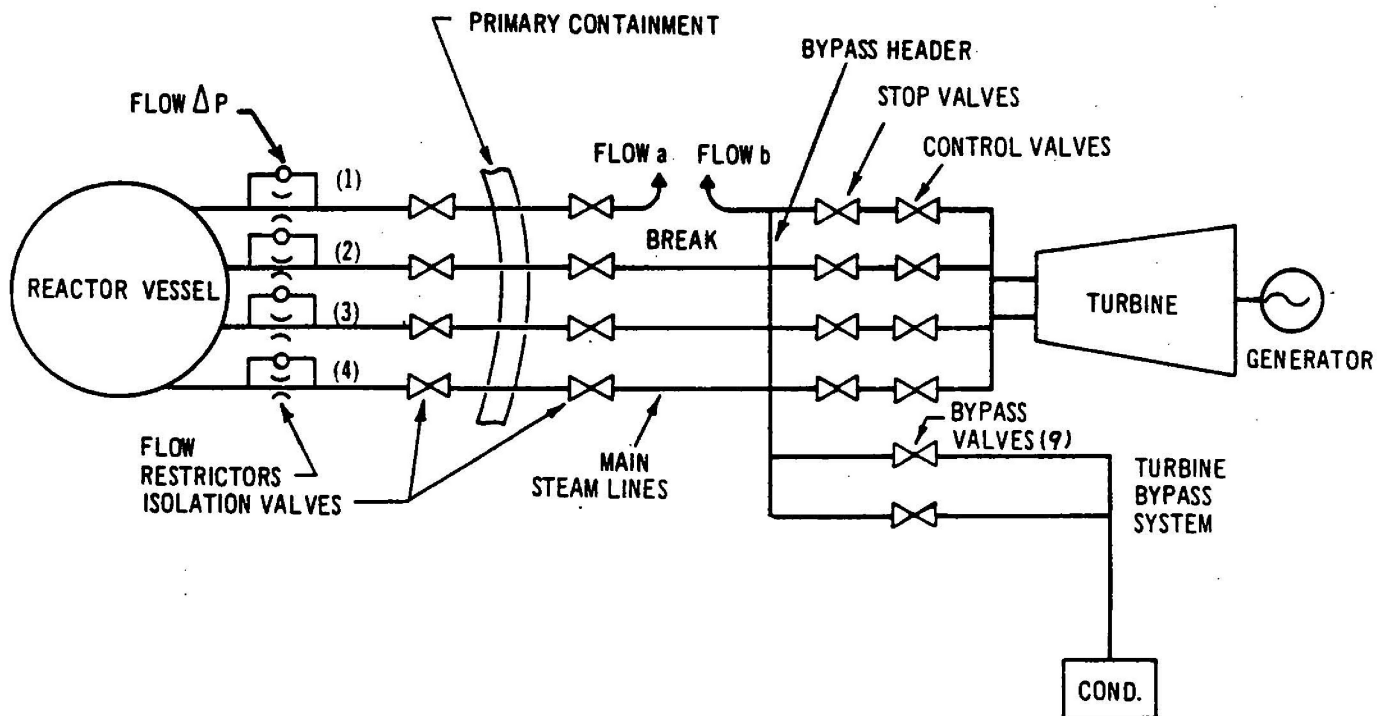 PRIMARY CONTAINMENT
BYPASS HEADER
FLOW ΔP
STOP VALVES
FLOW a
FLOW b
CONTROL VALVES
(1)
BREAK
(2)
REACTOR VESSEL
(3)
TURBINE
GENERATOR
(4)
FLOW
RESTRICTORS
ISOLATION VALVES
MAIN
STEAM LINES
BYPASS
VALVES (9)
TURBINE
BYPASS
SYSTEM
COND.